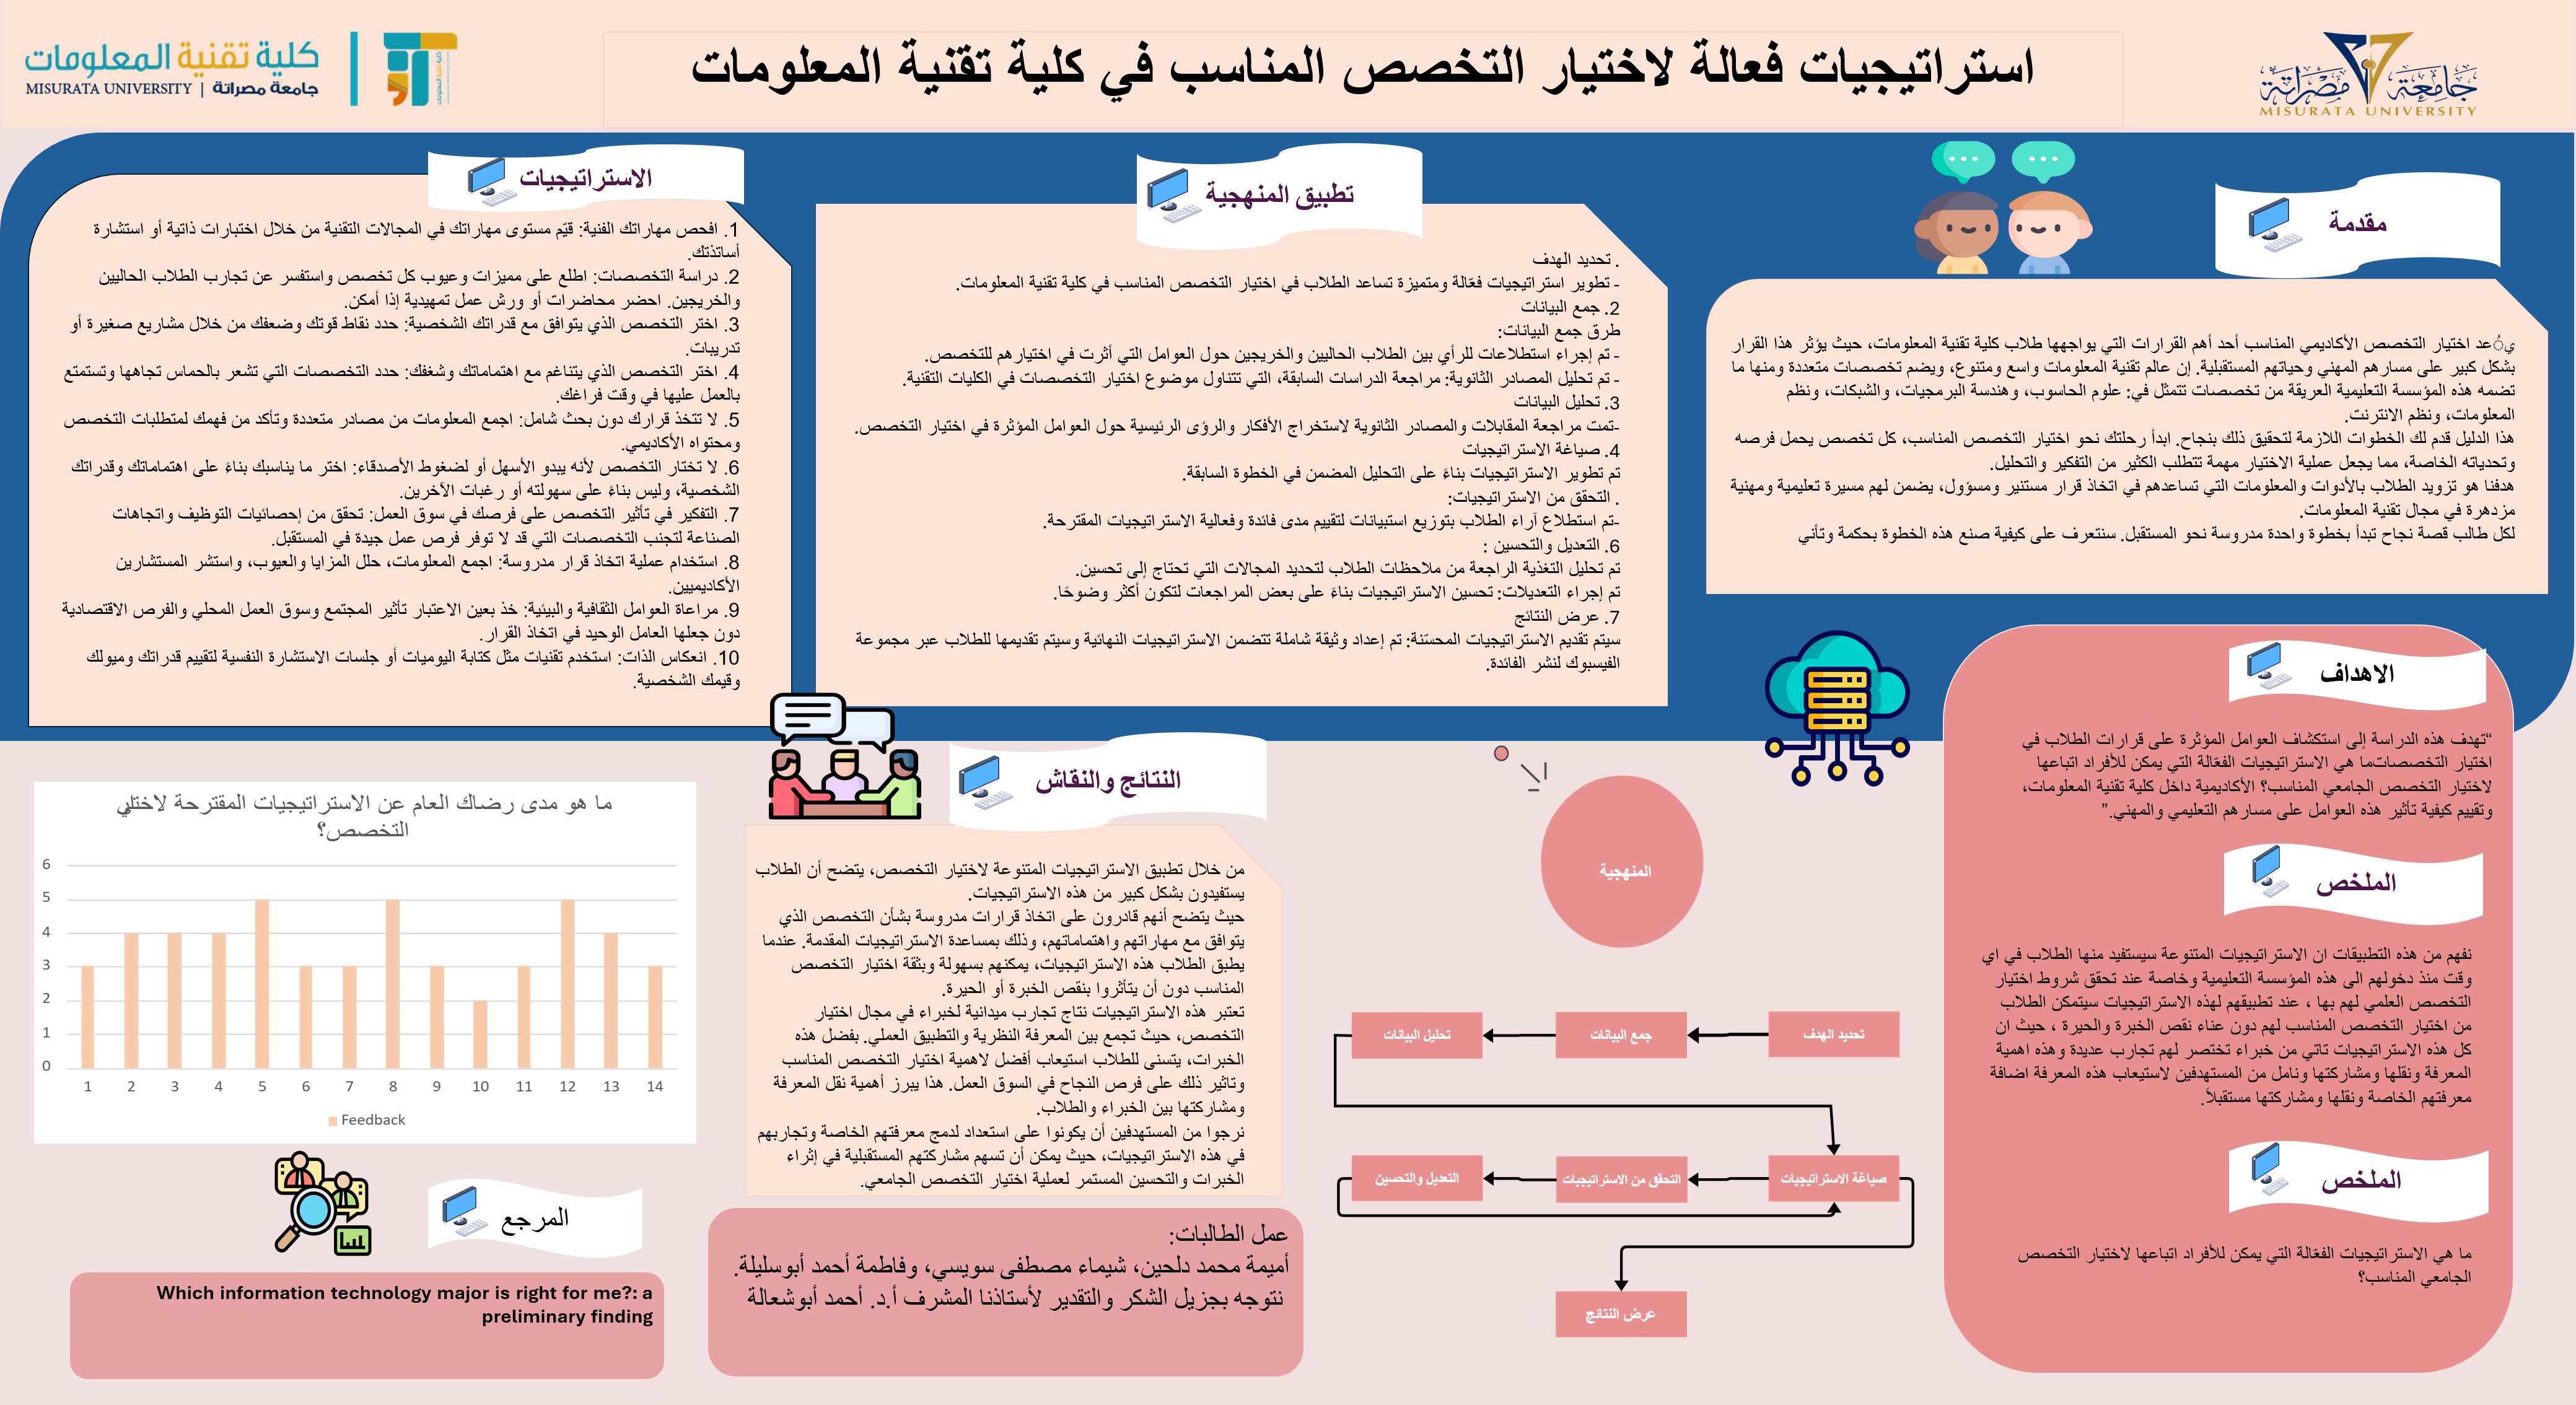 كلية تقنية المعلومات
MISURATA UNIVERSITY | جامعة مصراتة
استراتيجيات فعالة لاختيار التخصص المناسب في كلية تقنية المعلومات
جامعة مصراتة
MISURATA UNIVERSITY
مقدمة
يُعد اختيار التخصص الأكاديمي المناسب أحد أهم القرارات التي يواجهها طلاب كلية تقنية المعلومات، حيث يؤثر هذا القرار
بشكل كبير على مسارهم المهني وحياتهم المستقبلية. إن عالم تقنية المعلومات واسع ومتنوع، ويضم تخصصات متعددة ومنها ما
تضمه هذه المؤسسة التعليمية العريقة من تخصصات تتمثل في: علوم الحاسوب، وهندسة البرمجيات، والشبكات، ونظم
المعلومات، ونظم الانترنت.
هذا الدليل قدم لك الخطوات اللازمة لتحقيق ذلك بنجاح. ابدأ رحلتك نحو اختيار التخصص المناسب، كل تخصص يحمل فرصه
وتحدياته الخاصة، مما يجعل عملية الاختيار مهمة تتطلب الكثير من التفكير والتحليل.
هدفنا هو تزويد الطلاب بالأدوات والمعلومات التي تساعدهم في اتخاذ قرار مستنير ومسؤول، يضمن لهم مسيرة تعليمية ومهنية
مزدهرة في مجال تقنية المعلومات.
لكل طالب قصة نجاح تبدأ بخطوة واحدة مدروسة نحو المستقبل. سنتعرف على كيفية صنع هذه الخطوة بحكمة وتأني
تطبيق المنهجية
. تحديد الهدف
- تطوير استراتيجيات فعّالة ومتميزة تساعد الطلاب في اختيار التخصص المناسب في كلية تقنية المعلومات.
2. جمع البيانات
طرق جمع البيانات:
- تم إجراء استطلاعات للرأي بين الطلاب الحاليين والخريجين حول العوامل التي أثرت في اختيارهم للتخصص.
- تم تحليل المصادر الثانوية: مراجعة الدراسات السابقة، التي تتناول موضوع اختيار التخصصات في الكليات التقنية.
3. تحليل البيانات
-تمت مراجعة المقابلات والمصادر الثانوية لاستخراج الأفكار والرؤى الرئيسية حول العوامل المؤثرة في اختيار التخصص.
4. صياغة الاستراتيجيات
تم تطوير الاستراتيجيات بناءً على التحليل المضمن في الخطوة السابقة.
. التحقق من الاستراتيجيات:
-تم استطلاع آراء الطلاب بتوزيع استبيانات لتقييم مدى فائدة وفعالية الاستراتيجيات المقترحة.
6. التعديل والتحسين :
تم تحليل التغذية الراجعة من ملاحظات الطلاب لتحديد المجالات التي تحتاج إلى تحسين.
تم إجراء التعديلات: تحسين الاستراتيجيات بناءً على بعض المراجعات لتكون أكثر وضوحًا.
7. عرض النتائج
سيتم تقديم الاستراتيجيات المحسّنة: تم إعداد وثيقة شاملة تتضمن الاستراتيجيات النهائية وسيتم تقديمها للطلاب عبر مجموعة
الفيسبوك لنشر الفائدة.
الاستراتيجيات
1. افحص مهاراتك الفنية: قيّم مستوى مهاراتك في المجالات التقنية من خلال اختبارات ذاتية أو استشارة
أساتذتك.
2. دراسة التخصصات: اطلع على مميزات وعيوب كل تخصص واستفسر عن تجارب الطلاب الحاليين
والخريجين. احضر محاضرات أو ورش عمل تمهيدية إذا أمكن.
3. اختر التخصص الذي يتوافق مع قدراتك الشخصية: حدد نقاط قوتك وضعفك من خلال مشاريع صغيرة أو
تدريبات.
4. اختر التخصص الذي يتناغم مع اهتماماتك وشغفك: حدد التخصصات التي تشعر بالحماس تجاهها وتستمتع
بالعمل عليها في وقت فراغك.
5. لا تتخذ قرارك دون بحث شامل: اجمع المعلومات من مصادر متعددة وتأكد من فهمك لمتطلبات التخصص
ومحتواه الأكاديمي.
6. لا تختار التخصص لأنه يبدو الأسهل أو لضغوط الأصدقاء: اختر ما يناسبك بناءً على اهتماماتك وقدراتك
الشخصية، وليس بناءً على سهولته أو رغبات الآخرين.
7. التفكير في تأثير التخصص على فرصك في سوق العمل: تحقق من إحصائيات التوظيف واتجاهات
الصناعة لتجنب التخصصات التي قد لا توفر فرص عمل جيدة في المستقبل.
8. استخدام عملية اتخاذ قرار مدروسة: اجمع المعلومات، حلل المزايا والعيوب، واستشر المستشارين
الأكاديميين.
9. مراعاة العوامل الثقافية والبيئية: خذ بعين الاعتبار تأثير المجتمع وسوق العمل المحلي والفرص الاقتصادية
دون جعلها العامل الوحيد في اتخاذ القرار.
10. انعكاس الذات: استخدم تقنيات مثل كتابة اليوميات أو جلسات الاستشارة النفسية لتقييم قدراتك وميولك
وقيمك الشخصية.
الاهداف
“تهدف هذه الدراسة إلى استكشاف العوامل المؤثرة على قرارات الطلاب في
اختيار التخصصاتما هي الاستراتيجيات الفعّالة التي يمكن للأفراد اتباعها
لاختيار التخصص الجامعي المناسب؟ الأكاديمية داخل كلية تقنية المعلومات،
وتقييم كيفية تأثير هذه العوامل على مسارهم التعليمي والمهني.”
الملخص
نفهم من هذه التطبيقات ان الاستراتيجيات المتنوعة سيستفيد منها الطلاب في اي
وقت منذ دخولهم الى هذه المؤسسة التعليمية وخاصة عند تحقق شروط اختيار
التخصص العلمي لهم بها ، عند تطبيقهم لهذه الاستراتيجيات سيتمكن الطلاب
من اختيار التخصص المناسب لهم دون عناء نقص الخبرة والحيرة ، حيث ان
كل هذه الاستراتيجيات تاتي من خبراء تختصر لهم تجارب عديدة وهذه اهمية
المعرفة ونقلها ومشاركتها ونامل من المستهدفين لاستيعاب هذه المعرفة اضافة
معرفتهم الخاصة ونقلها ومشاركتها مستقبلاً.
الملخص
ما هي الاستراتيجيات الفعّالة التي يمكن للأفراد اتباعها لاختيار التخصص
الجامعي المناسب؟
المنهجية
تحديد الهدف
جمع البيانات
تحليل البيانات
صياغة الاستراتيجيات
التحقق من الاستراتيجيات
التعديل والتحسين
عرض النتائج
النتائج والنقاش
من خلال تطبيق الاستراتيجيات المتنوعة لاختيار التخصص، يتضح أن الطلاب
يستفيدون بشكل كبير من هذه الاستراتيجيات.
حيث يتضح أنهم قادرون على اتخاذ قرارات مدروسة بشأن التخصص الذي
يتوافق مع مهاراتهم واهتماماتهم، وذلك بمساعدة الاستراتيجيات المقدمة. عندما
يطبق الطلاب هذه الاستراتيجيات، يمكنهم بسهولة وبثقة اختيار التخصص
المناسب دون أن يتأثروا بنقص الخبرة أو الحيرة.
تعتبر هذه الاستراتيجيات نتاج تجارب ميدانية لخبراء في مجال اختيار
التخصص، حيث تجمع بين المعرفة النظرية والتطبيق العملي. بفضل هذه
الخبرات، يتسنى للطلاب استيعاب أفضل لاهمية اختيار التخصص المناسب
وتاثير ذلك على فرص النجاح في السوق العمل. هذا يبرز أهمية نقل المعرفة
ومشاركتها بين الخبراء والطلاب.
نرجوا من المستهدفين أن يكونوا على استعداد لدمج معرفتهم الخاصة وتجاربهم
في هذه الاستراتيجيات، حيث يمكن أن تسهم مشاركتهم المستقبلية في إثراء
الخبرات والتحسين المستمر لعملية اختيار التخصص الجامعي.
عمل الطالبات:
أميمة محمد دلحين، شيماء مصطفى سويسي، وفاطمة أحمد أبوسليلة.
نتوجه بجزيل الشكر والتقدير لأستاذنا المشرف أ.د. أحمد أبوشعالة
ما هو مدى رضاك العام عن الاستراتيجيات المقترحة
التخصص؟
6
5
4
3
2
1
0
1 2 3 4 5 6 7 8 9 10 11 12 13 14
Feedback
المرجع
Which information technology major is right for me?: a
preliminary finding